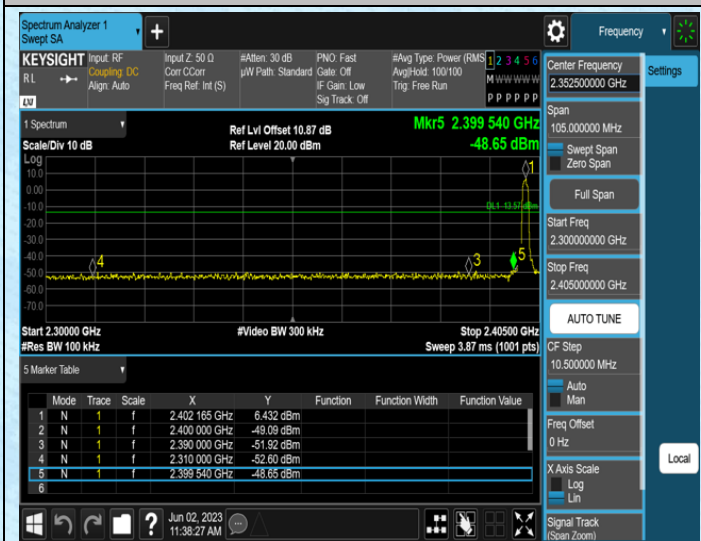 Spectrum Analyzer 1
Swept SA
Frequency
KEYSIGHT
RL
LXI
Input: RF
Coupling: DC
Align: Auto
Input Z: 50 Ω
Corr CCorr
Freq Ref: Int (S)
#Atten: 30 dB
µW Path: Standard
PNO: Fast
Gate: Off
IF Gain: Low
Sig Track: Off
#Avg Type: Power (RMS
Avg|Hold: 100/100
Trig: Free Run
1 2 3 4 5 6
M W W W W W
P P P P P P
1 Spectrum
Scale/Div 10 dB
Ref Lvl Offset 10.87 dB
Ref Level 20.00 dBm
Mkr5 2.399 540 GHz
-48.65 dBm
Log
10.0
0.00
-10.0
-20.0
-30.0
-40.0
-50.0
-60.0
-70.0
1
DL1 -13.57 dBm
4
3
5
Start 2.30000 GHz
#Res BW 100 kHz
#Video BW 300 kHz
Stop 2.40500 GHz
Sweep 3.87 ms (1001 pts)
5 Marker Table
Mode Trace Scale X Y Function Function Width Function Value
1 N 1 f 2.402 165 GHz 6.432 dBm
2 N 1 f 2.400 000 GHz -49.09 dBm
3 N 1 f 2.390 000 GHz -51.92 dBm
4 N 1 f 2.310 000 GHz -52.60 dBm
5 N 1 f 2.399 540 GHz -48.65 dBm
6
Jun 02, 2023
11:38:27 AM
Center Frequency
2.352500000 GHz
Span
105.000000 MHz
Swept Span
Zero Span
Full Span
Start Freq
2.300000000 GHz
Stop Freq
2.405000000 GHz
AUTO TUNE
CF Step
10.500000 MHz
Auto
Man
Freq Offset
0 Hz
X Axis Scale
Log
Lin
Signal Track
(Span Zoom)
Settings
Local